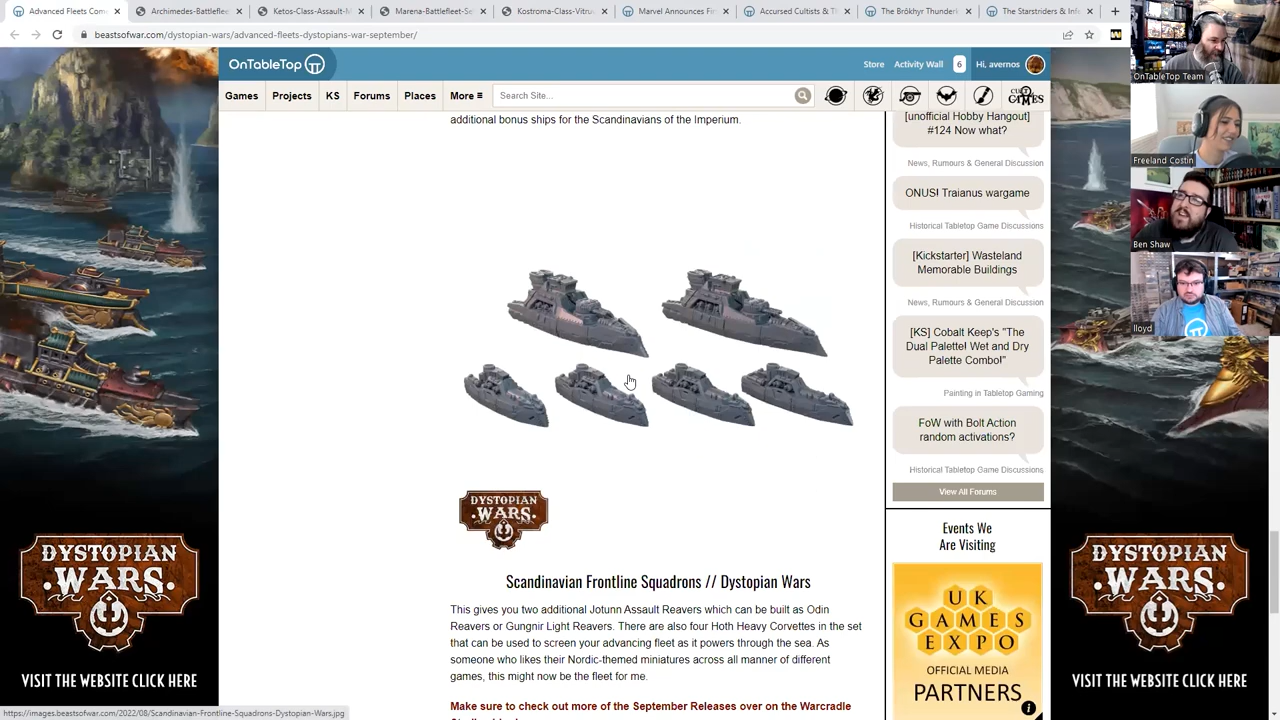 Advanced Fleets Come
Archimedes-Battleflee
Ketos-Class-Assault-M
Marena-Battlefleet-Se
Kostroma-Class-Vitruv
Marvel Announces Fir
Accursed Cultists & Th
The Brôkhyr Thunderk
The Starstriders & Infe
beastsofwar.com/dystopian-wars/advanced-fleets-dystopians-war-september/
OnTableTop
Store
Activity Wall
6
Hi, avernos
Games
Projects
KS
Forums
Places
More
Search Site...
GAMES
additional bonus ships for the Scandinavians of the Imperium.
DYSTOPIAN
WARS
Scandinavian Frontline Squadrons // Dystopian Wars
This gives you two additional Jotunn Assault Reavers which can be built as Odin
Reavers or Gungnir Light Reavers. There are also four Hoth Heavy Corvettes in the set
that can be used to screen your advancing fleet as it powers through the sea. As
someone who likes their Nordic-themed miniatures across all manner of different
games, this might now be the fleet for me.
Make sure to check out more of the September Releases over on the Warcradle
[unofficial Hobby Hangout]
#124 Now what?
News, Rumours & General Discussion
ONUS! Traianus wargame
Historical Tabletop Game Discussions
[Kickstarter] Wasteland
Memorable Buildings
News, Rumours & General Discussion
[KS] Cobalt Keep's "The
Dual Palette! Wet and Dry
Palette Combo!"
Painting in Tabletop Gaming
FoW with Bolt Action
random activations?
Historical Tabletop Game Discussions
View All Forums
Events We
Are Visiting
UK
GAMES
EXPO
OFFICIAL MEDIA
PARTNERS
DYSTOPIAN
WARS
VISIT THE WEBSITE CLICK HERE
DYSTOPIAN
WARS
VISIT THE WEBSITE CLICK HERE
OnTableTop Team
Freeland Costin
Ben Shaw
lloyd
https://images.beastsofwar.com/2022/08/Scandinavian-Frontline-Squadrons-Dystopian-Wars.jpg